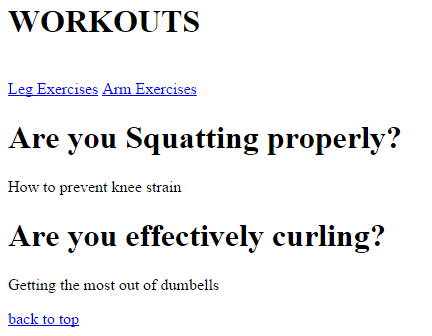 WORKOUTS
Leg Exercises Arm Exercises
Are you Squatting properly?
How to prevent knee strain
Are you effectively curling?
Getting the most out of dumbells
back to top